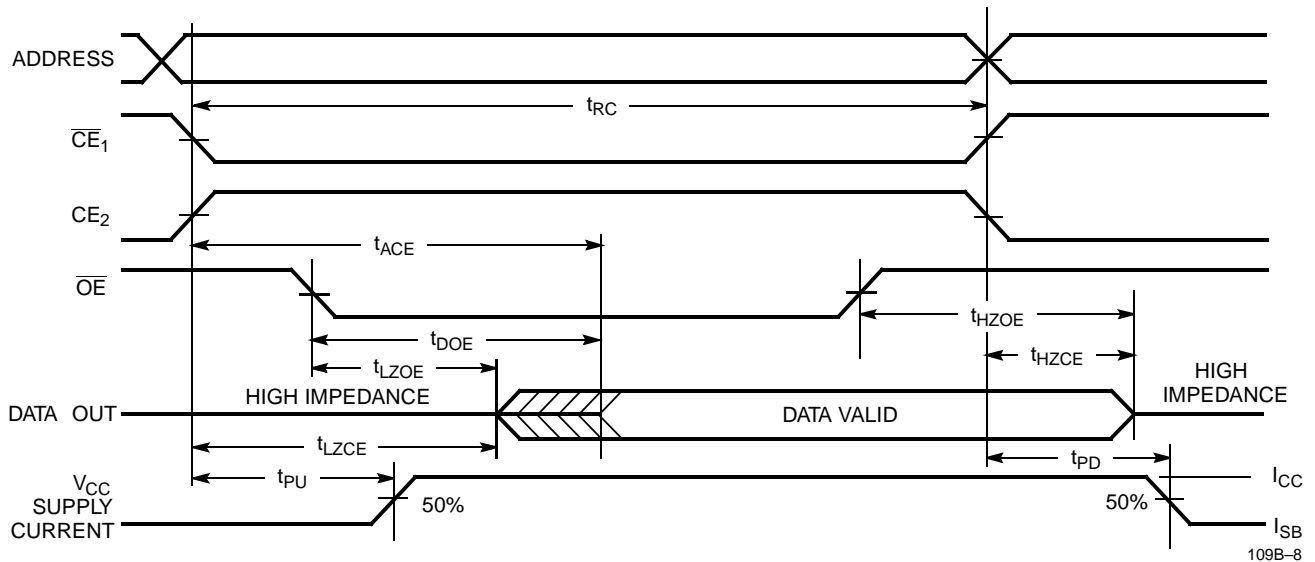 ADDRESS
tRC
CE1
CE2
tACE
OE
tHZOE
tDOE
tHZCE
tLZOE
HIGH IMPEDANCE
HIGH
IMPEDANCE
DATA OUT
DATA VALID
tLZCE
tPD
tPU
VCC
SUPPLY
CURRENT
50%
50%
ICC
ISB
109B–8